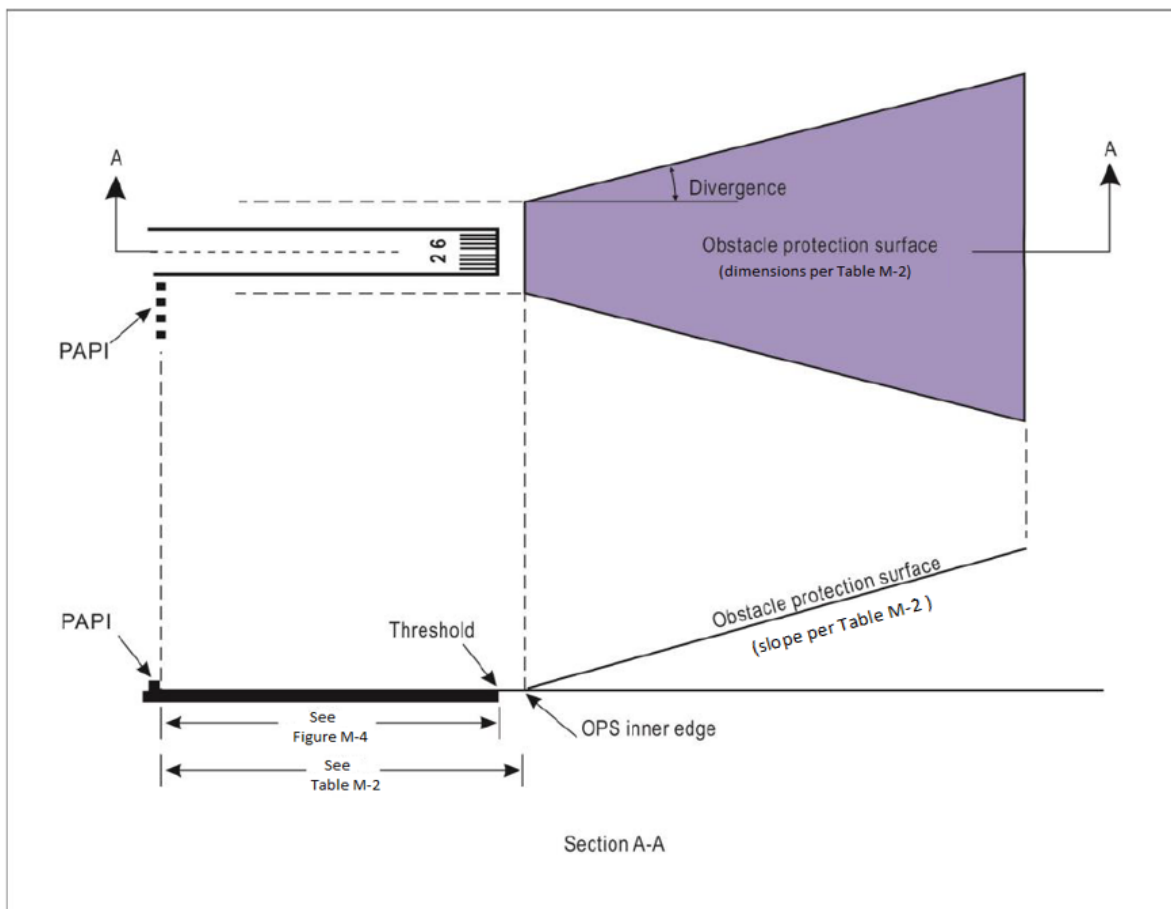 A
A
Divergence
Obstacle protection surface
(dimensions per Table M-2)
26
PAPI
Obstacle protection surface
(slope per Table M-2 )
PAPI
Threshold
See
Figure M-4
OPS inner edge
See
Table M-2
Section A-A